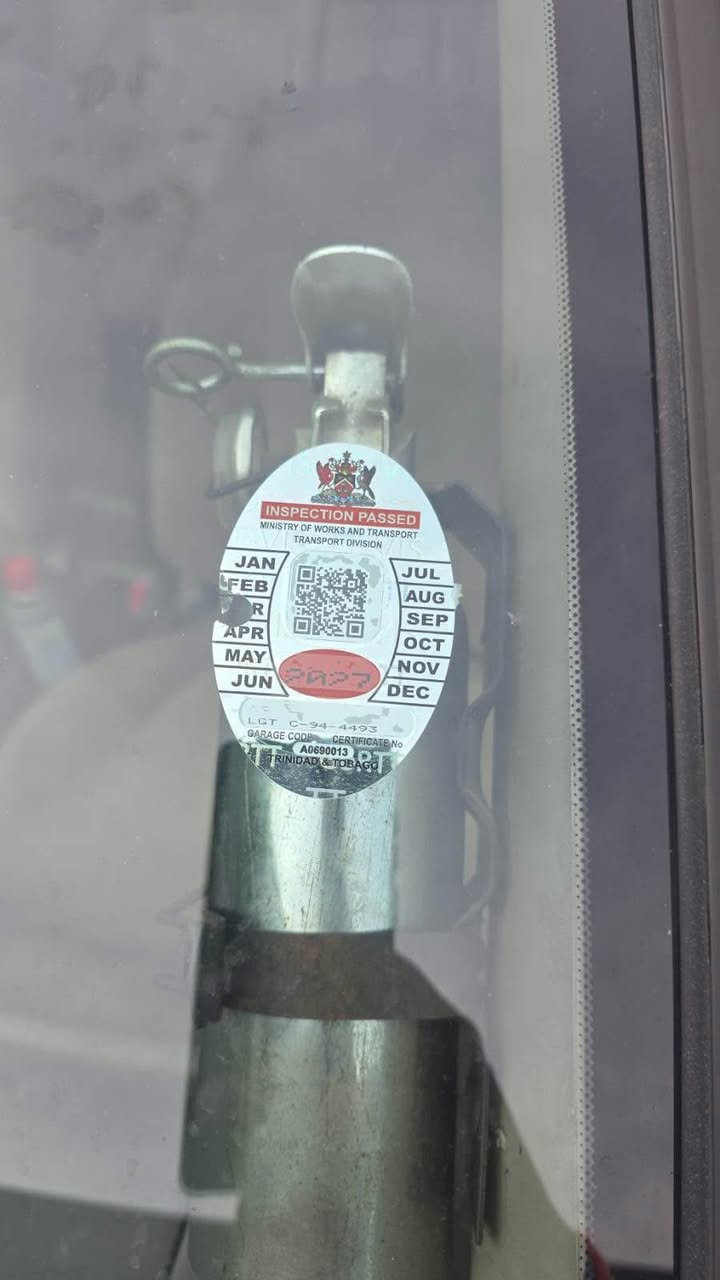 INSPECTION PASSED
MINISTRY OF WORKS AND TRANSPORT
TRANSPORT DIVISION
JAN
FEB
R
APR
MAY
JUN
JUL
AUG
SEP
OCT
NOV
DEC
2027
LGT C-94-4493
GARAGE CODE CERTIFICATE No
A0690013
TRINIDAD & TOBAGO